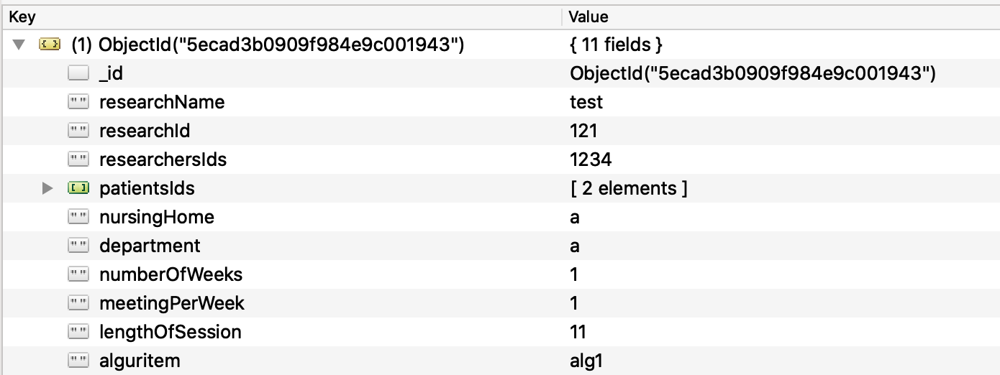 Key Value
(1) ObjectId("5ecad3b0909f984e9c001943") { 11 fields }
_id ObjectId("5ecad3b0909f984e9c001943")
researchName test
researchId 121
researchersIds 1234
patientsIds [ 2 elements ]
nursingHome a
department a
numberOfWeeks 1
meetingPerWeek 1
lengthOfSession 11
alguritem alg1